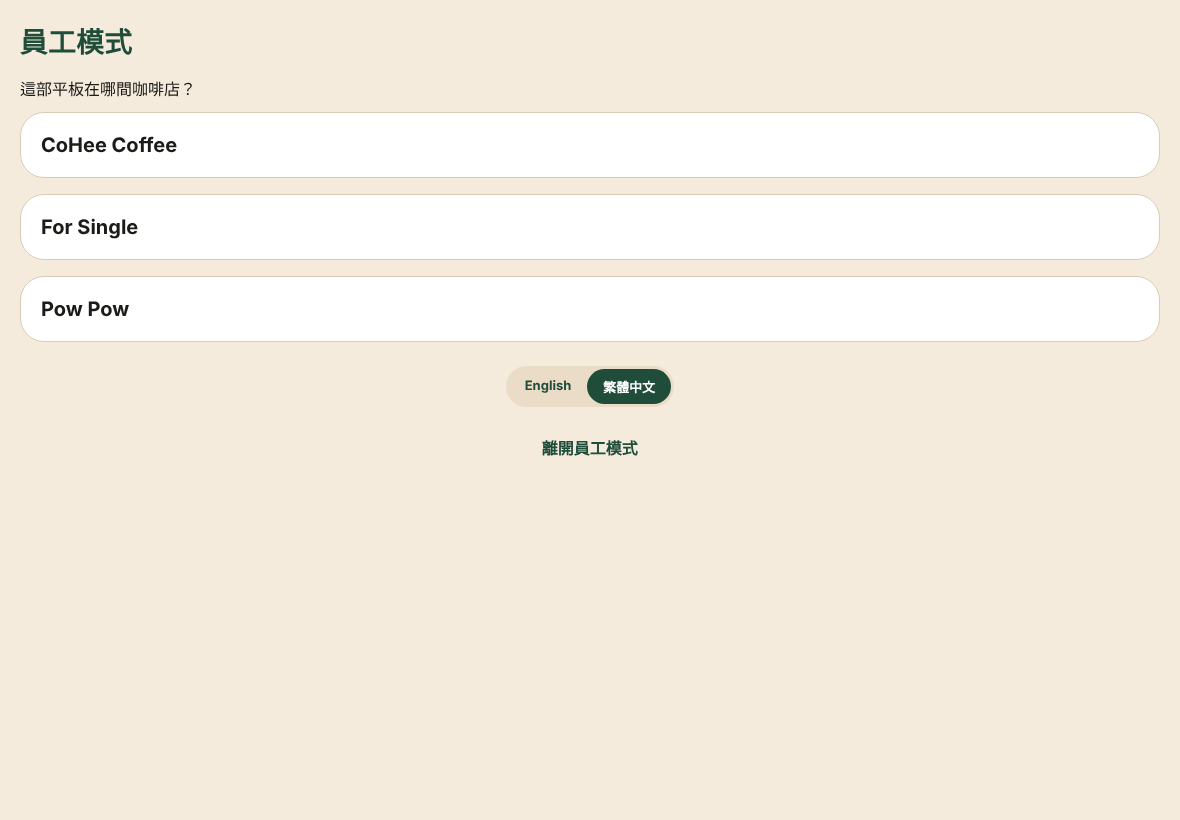 員工模式
這部平板在哪間咖啡店？
CoHee Coffee
For Single
Pow Pow
English
繁體中文
離開員工模式